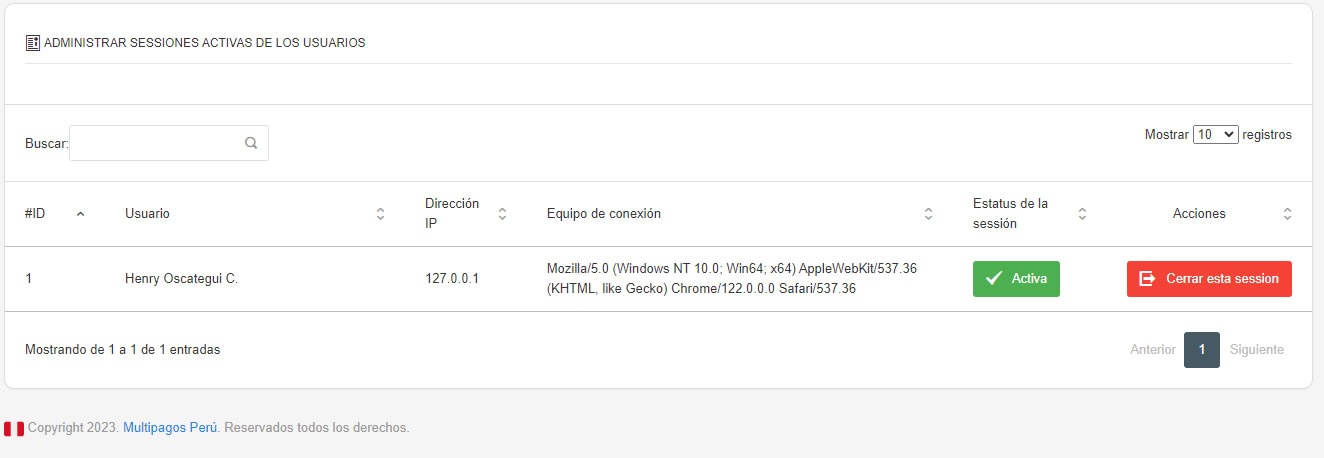 ADMINISTRAR SESSIONES ACTIVAS DE LOS USUARIOS
Buscar:
Mostrar 10 registros
#ID
Usuario
Dirección
IP
Equipo de conexión
Estatus de la
sessión
Acciones
1
Henry Oscategui C.
127.0.0.1
Mozilla/5.0 (Windows NT 10.0; Win64; x64) AppleWebKit/537.36
(KHTML, like Gecko) Chrome/122.0.0.0 Safari/537.36
Activa
Cerrar esta session
Mostrando de 1 a 1 de 1 entradas
Anterior 1 Siguiente
Copyright 2023. Multipagos Perú. Reservados todos los derechos.